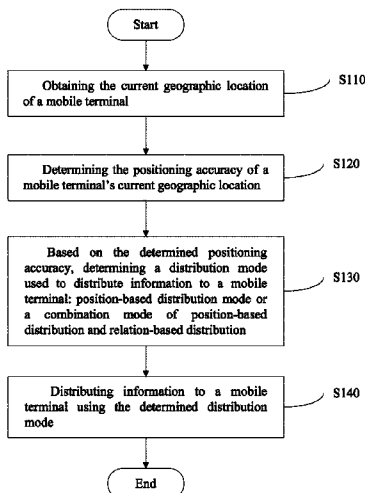 Start
Obtaining the current geographic location
of a mobile terminal
S110
Determining the positioning accuracy of a
mobile terminal's current geographic location
S120
Based on the determined positioning
accuracy, determining a distribution mode
used to distribute information to a mobile
terminal: position-based distribution mode or
a combination mode of position-based
distribution and relation-based distribution
S130
Distributing information to a mobile
terminal using the determined distribution
mode
S140
End